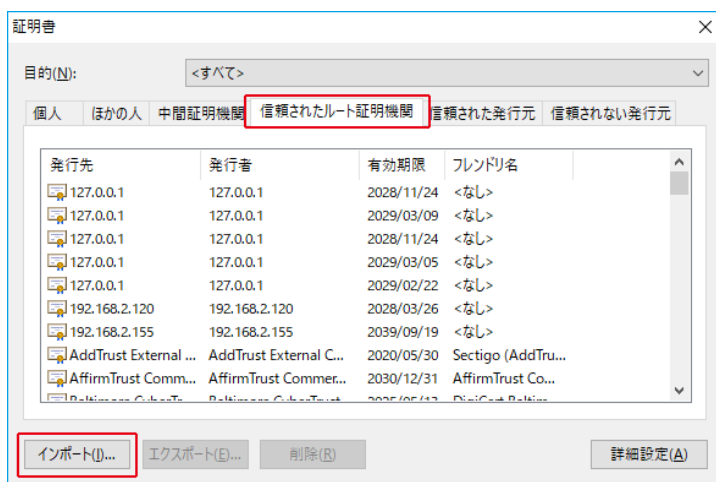 証明書
目的(N): <すべて>
個人 ほかの人 中間証明機関 信頼されたルート証明機関 信頼された発行元 信頼されない発行元
発行先 発行者 有効期限 フレンドリ名
127.0.0.1 127.0.0.1 2028/11/24 <なし>
127.0.0.1 127.0.0.1 2029/03/09 <なし>
127.0.0.1 127.0.0.1 2028/11/24 <なし>
127.0.0.1 127.0.0.1 2029/03/05 <なし>
127.0.0.1 127.0.0.1 2029/02/22 <なし>
192.168.2.120 192.168.2.120 2028/03/26 <なし>
192.168.2.155 192.168.2.155 2039/09/19 <なし>
AddTrust External ... AddTrust External C... 2020/05/30 Sectigo (AddTru...
AffirmTrust Comm... AffirmTrust Commer... 2030/12/31 AffirmTrust Co...
インポート(I)... エクスポート(E)... 削除(R) 詳細設定(A)